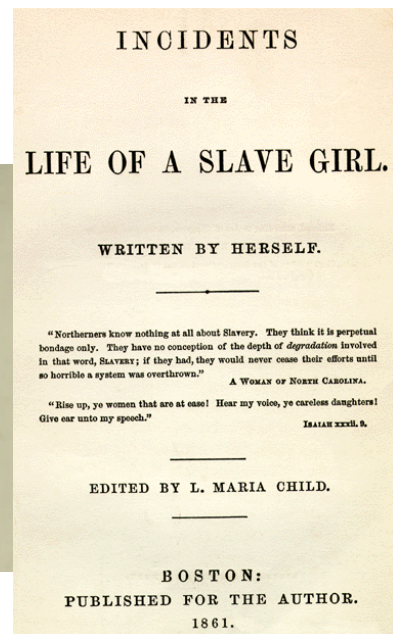 INCIDENTS
IN THE
LIFE OF A SLAVE GIRL.
WRITTEN BY HERSELF.
"Northerners know nothing at all about Slavery. They think it is perpetual
bondage only. They have no conception of the depth of degradation involved
in that word, SLAVERY; if they had, they would never cease their efforts until
so horrible a system was overthrown."
A WOMAN OF NORTH CAROLINA.
"Rise up, ye women that are at ease! Hear my voice, ye careless daughters!
Give ear unto my speech."
ISAIAH xxxii. 9.
EDITED BY L. MARIA CHILD.
BOSTON:
PUBLISHED FOR THE AUTHOR.
1861.